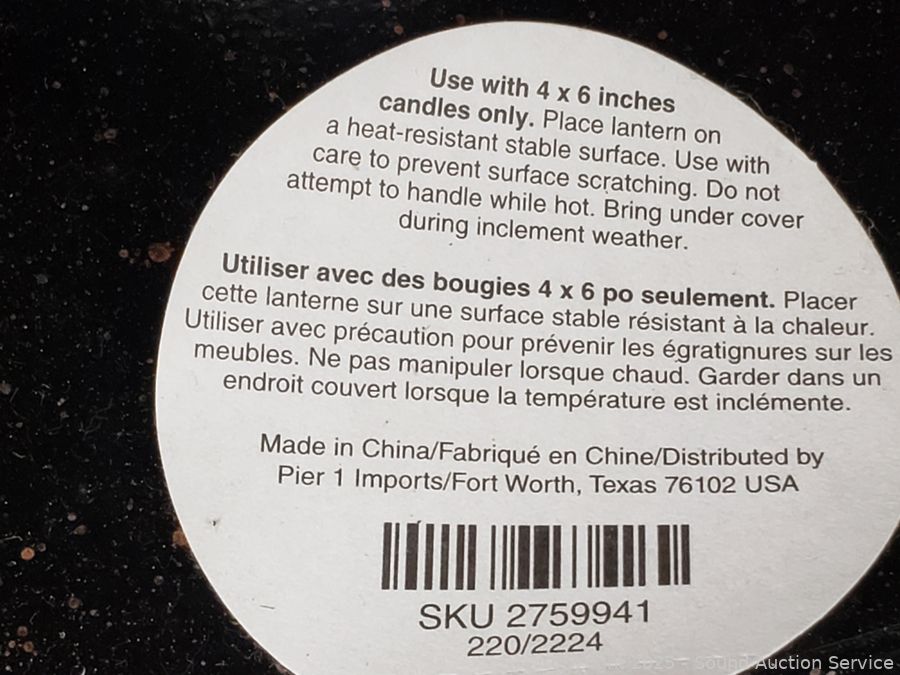 Use with 4 x 6 inches
candles only. Place lantern on
a heat-resistant stable surface. Use with
care to prevent surface scratching. Do not
attempt to handle while hot. Bring under cover
during inclement weather.
Utiliser avec des bougies 4 x 6 po seulement. Placer
cette lanterne sur une surface stable résistant à la chaleur.
Utiliser avec précaution pour prévenir les égratignures sur les
meubles. Ne pas manipuler lorsque chaud. Garder dans un
endroit couvert lorsque la température est inclémente.
Made in China/Fabriqué en Chine/Distributed by
Pier 1 Imports/Fort Worth, Texas 76102 USA
SKU 2759941
220/2224
2025 - Sound Auction Service